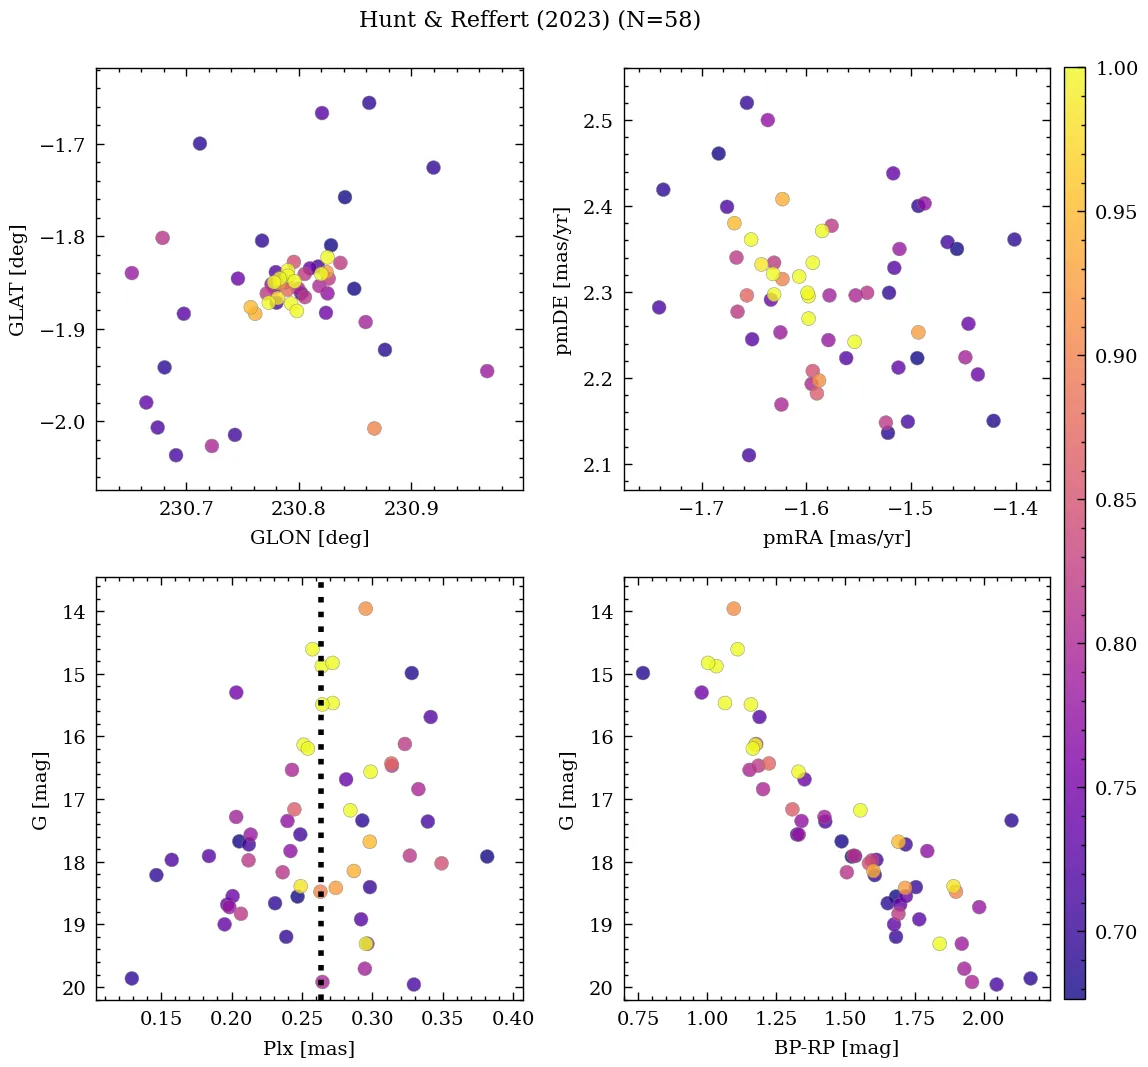 Hunt & Reffert (2023) (N=58)
−1.7
−1.8
−1.9
−2.0
GLAT [deg]
230.7 230.8 230.9
GLON [deg]
2.5
2.4
2.3
2.2
2.1
pmDE [mas/yr]
−1.7 −1.6 −1.5 −1.4
pmRA [mas/yr]
14
15
16
17
18
19
20
G [mag]
0.15 0.20 0.25 0.30 0.35 0.40
Plx [mas]
14
15
16
17
18
19
20
G [mag]
0.75 1.00 1.25 1.50 1.75 2.00
BP-RP [mag]
1.00
0.95
0.90
0.85
0.80
0.75
0.70